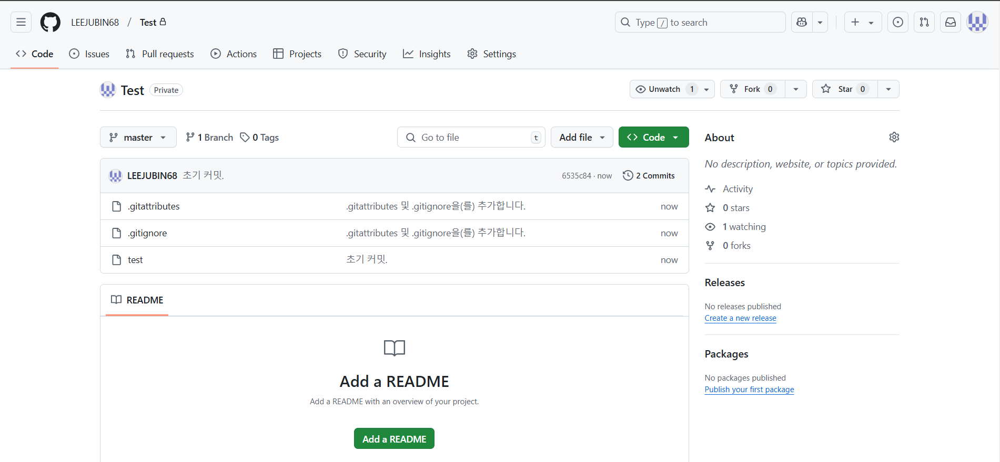 LEEJUBIN68 / Test
Type / to search
Code Issues Pull requests Actions Projects Security Insights Settings
Test Private
Unwatch 1 Fork 0 Star 0
master 1 Branch 0 Tags
Go to file t
Add file
Code
LEEJUBIN68 초기 커밋. 6535c84 · now 2 Commits
.gitattributes .gitattributes 및 .gitignore을(를) 추가합니다. now
.gitignore .gitattributes 및 .gitignore을(를) 추가합니다. now
test 초기 커밋. now
README
Add a README
Add a README with an overview of your project.
Add a README
About
No description, website, or topics provided.
Activity
0 stars
1 watching
0 forks
Releases
No releases published
Create a new release
Packages
No packages published
Publish your first package